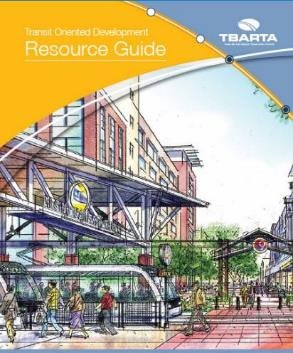 Transit Oriented Development
Resource Guide
TBARTA